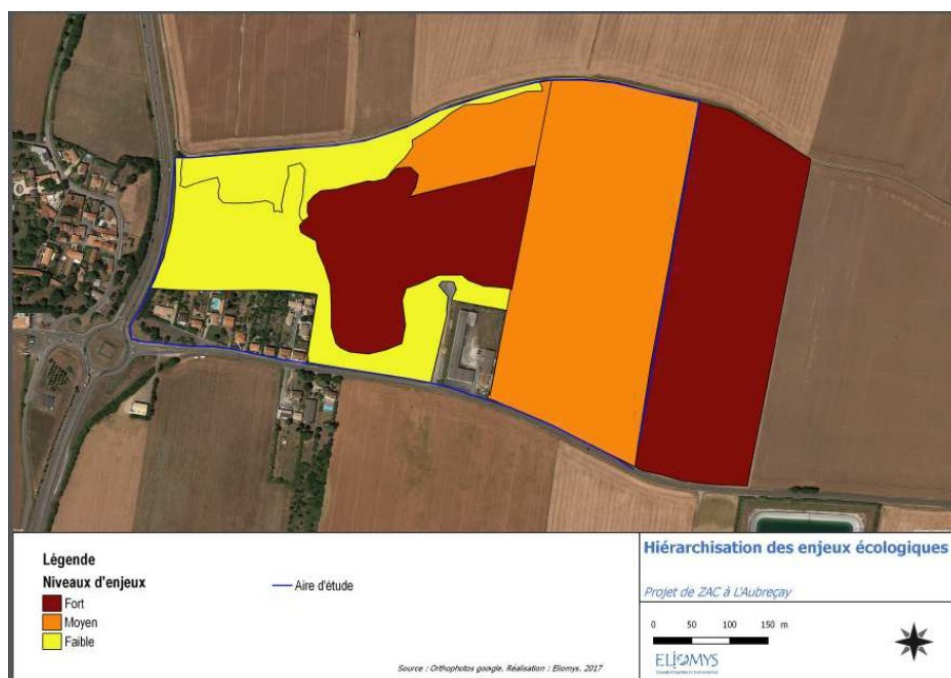 Légende
Niveaux d'enjeux
Fort
Moyen
Faible
Aire d'étude
Source : Orthophotos google. Réalisation : Eliomys. 2017
Hiérarchisation des enjeux écologiques
Projet de ZAC à L'Aubreçay
0 50 100 150 m
ELIOMYS